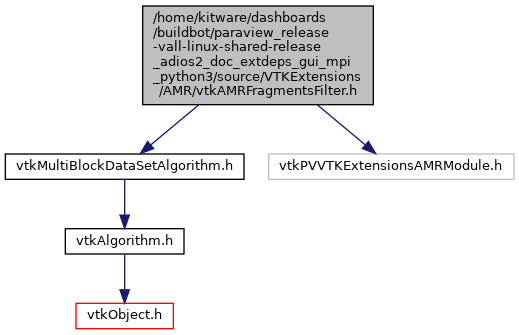 /home/kitware/dashboards
/buildbot/paraview_release
-vall-linux-shared-release
_adios2_doc_extdeps_gui_mpi
_python3/source/VTKExtensions
/AMR/vtkAMRFragmentsFilter.h
vtkMultiBlockDataSetAlgorithm.h
vtkPVVTKExtensionsAMRModule.h
vtkAlgorithm.h
vtkObject.h